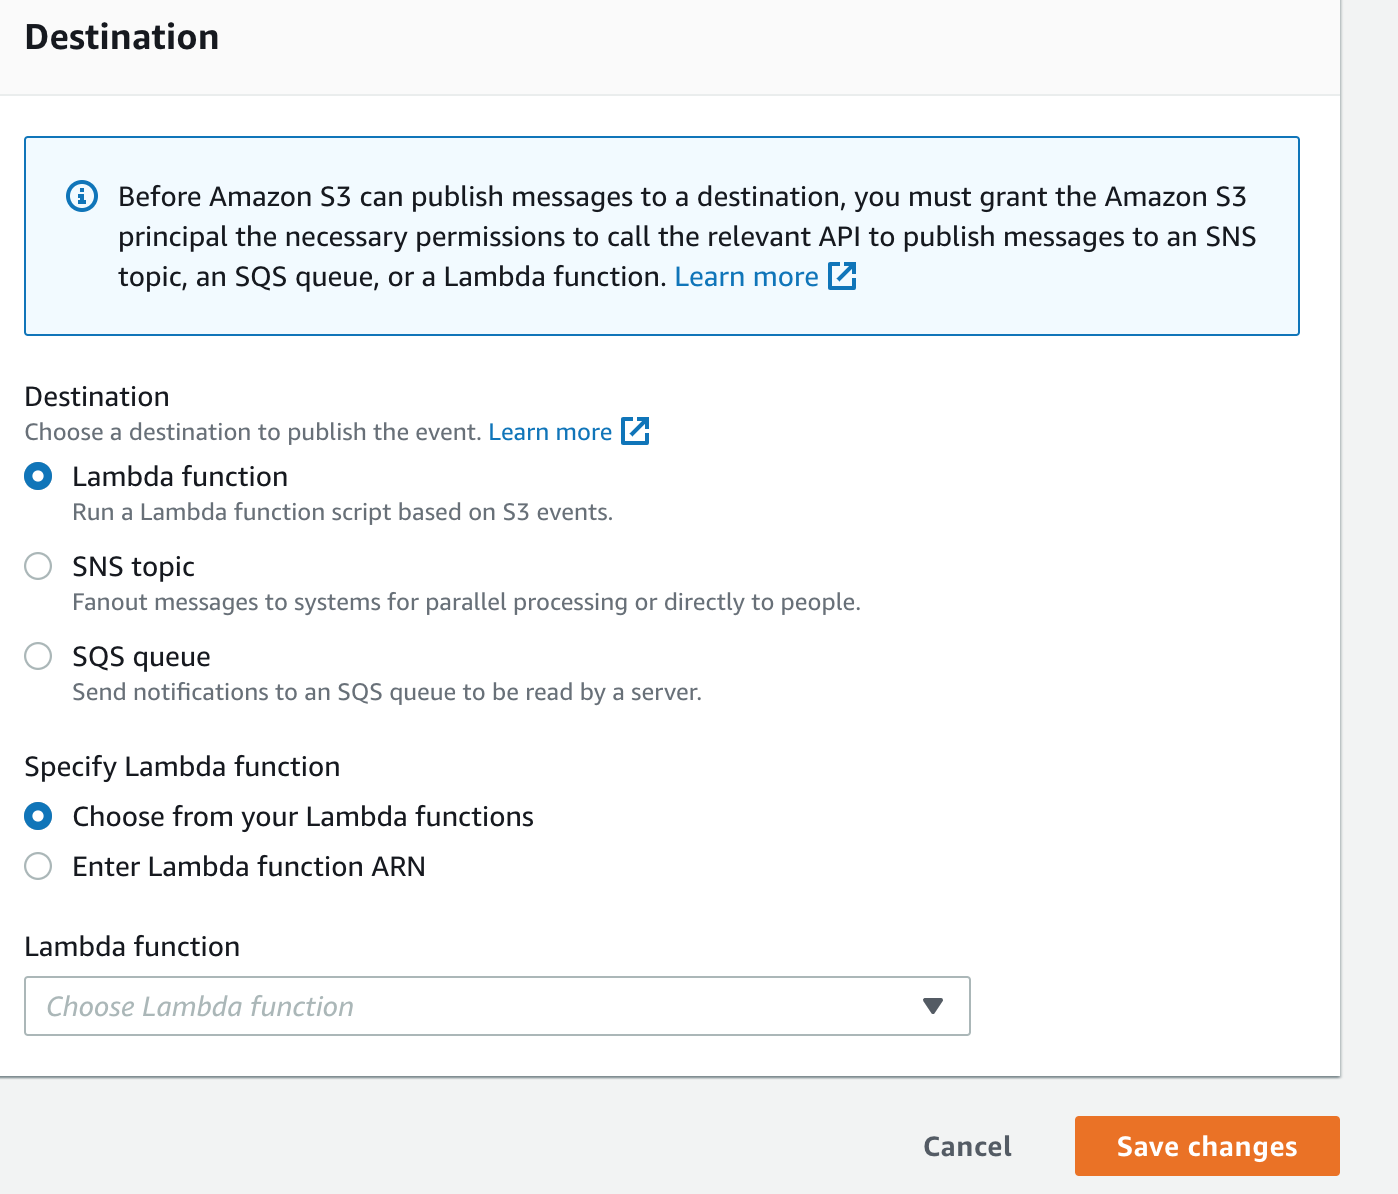 Destination
Before Amazon S3 can publish messages to a destination, you must grant the Amazon S3
principal the necessary permissions to call the relevant API to publish messages to an SNS
topic, an SQS queue, or a Lambda function. Learn more
Destination
Choose a destination to publish the event. Learn more
Lambda function
Run a Lambda function script based on S3 events.
SNS topic
Fanout messages to systems for parallel processing or directly to people.
SQS queue
Send notifications to an SQS queue to be read by a server.
Specify Lambda function
Choose from your Lambda functions
Enter Lambda function ARN
Lambda function
Choose Lambda function
Cancel
Save changes